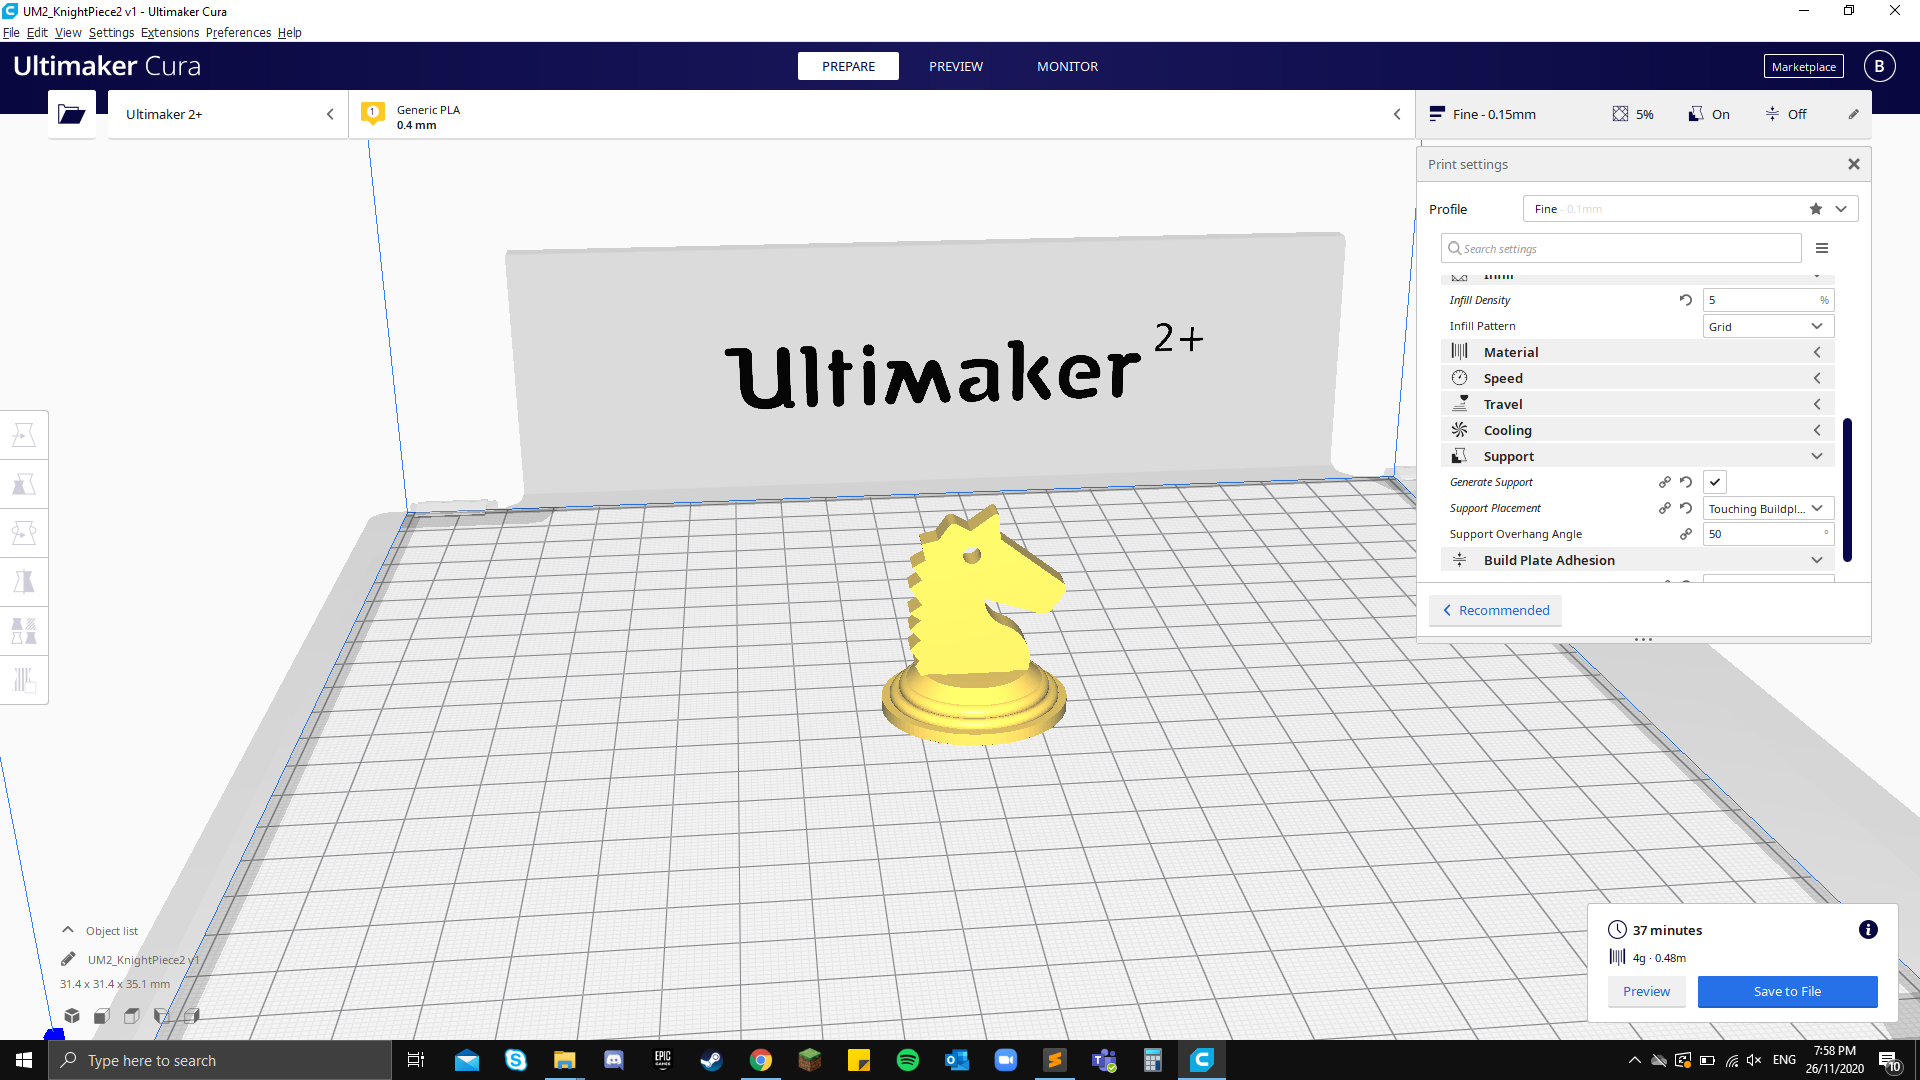 UM2_KnightPiece2 v1 - Ultimaker Cura
File Edit View Settings Extensions Preferences Help
Ultimaker Cura
PREPARE PREVIEW MONITOR
Marketplace B
Ultimaker 2+
1 Generic PLA
0.4 mm
Fine - 0.15mm 5% On Off
Print settings
Profile Fine - 0.1mm
Search settings
Infill
Infill Density 5 %
Infill Pattern Grid
Material
Speed
Travel
Cooling
Support
Generate Support
Support Placement Touching Buildpl...
Support Overhang Angle 50 °
Build Plate Adhesion
Recommended
Ultimaker 2+
Object list
UM2_KnightPiece2 v1
31.4 x 31.4 x 35.1 mm
37 minutes
4g · 0.48m
Preview Save to File
Type here to search
EPIC GAMES
ENG
7:58 PM
26/11/2020
10